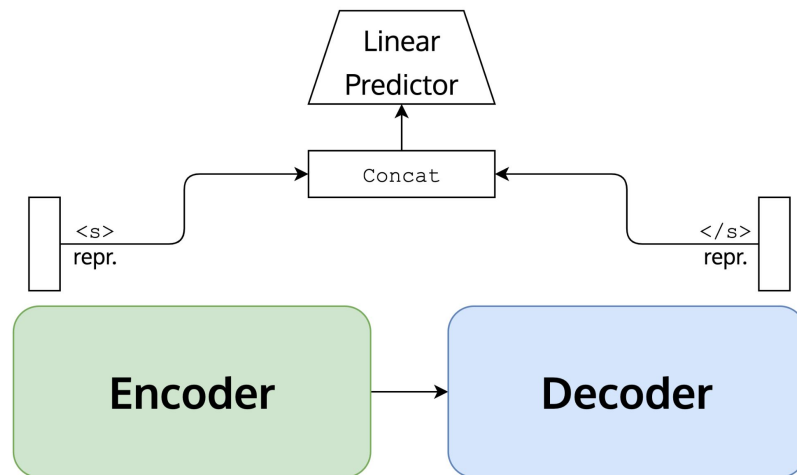 Linear
Predictor
Concat
<s>
repr.
</s>
repr.
Encoder
Decoder